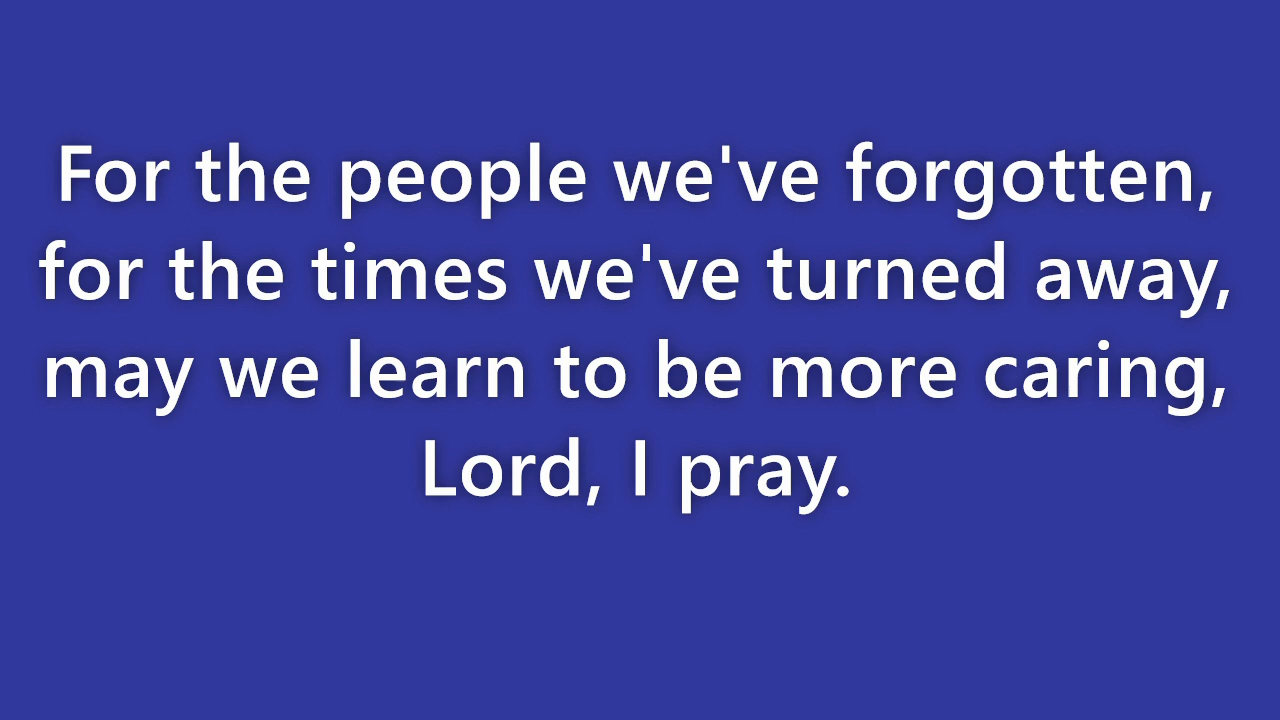 For the people we've forgotten,
for the times we've turned away,
may we learn to be more caring,
Lord, I pray.